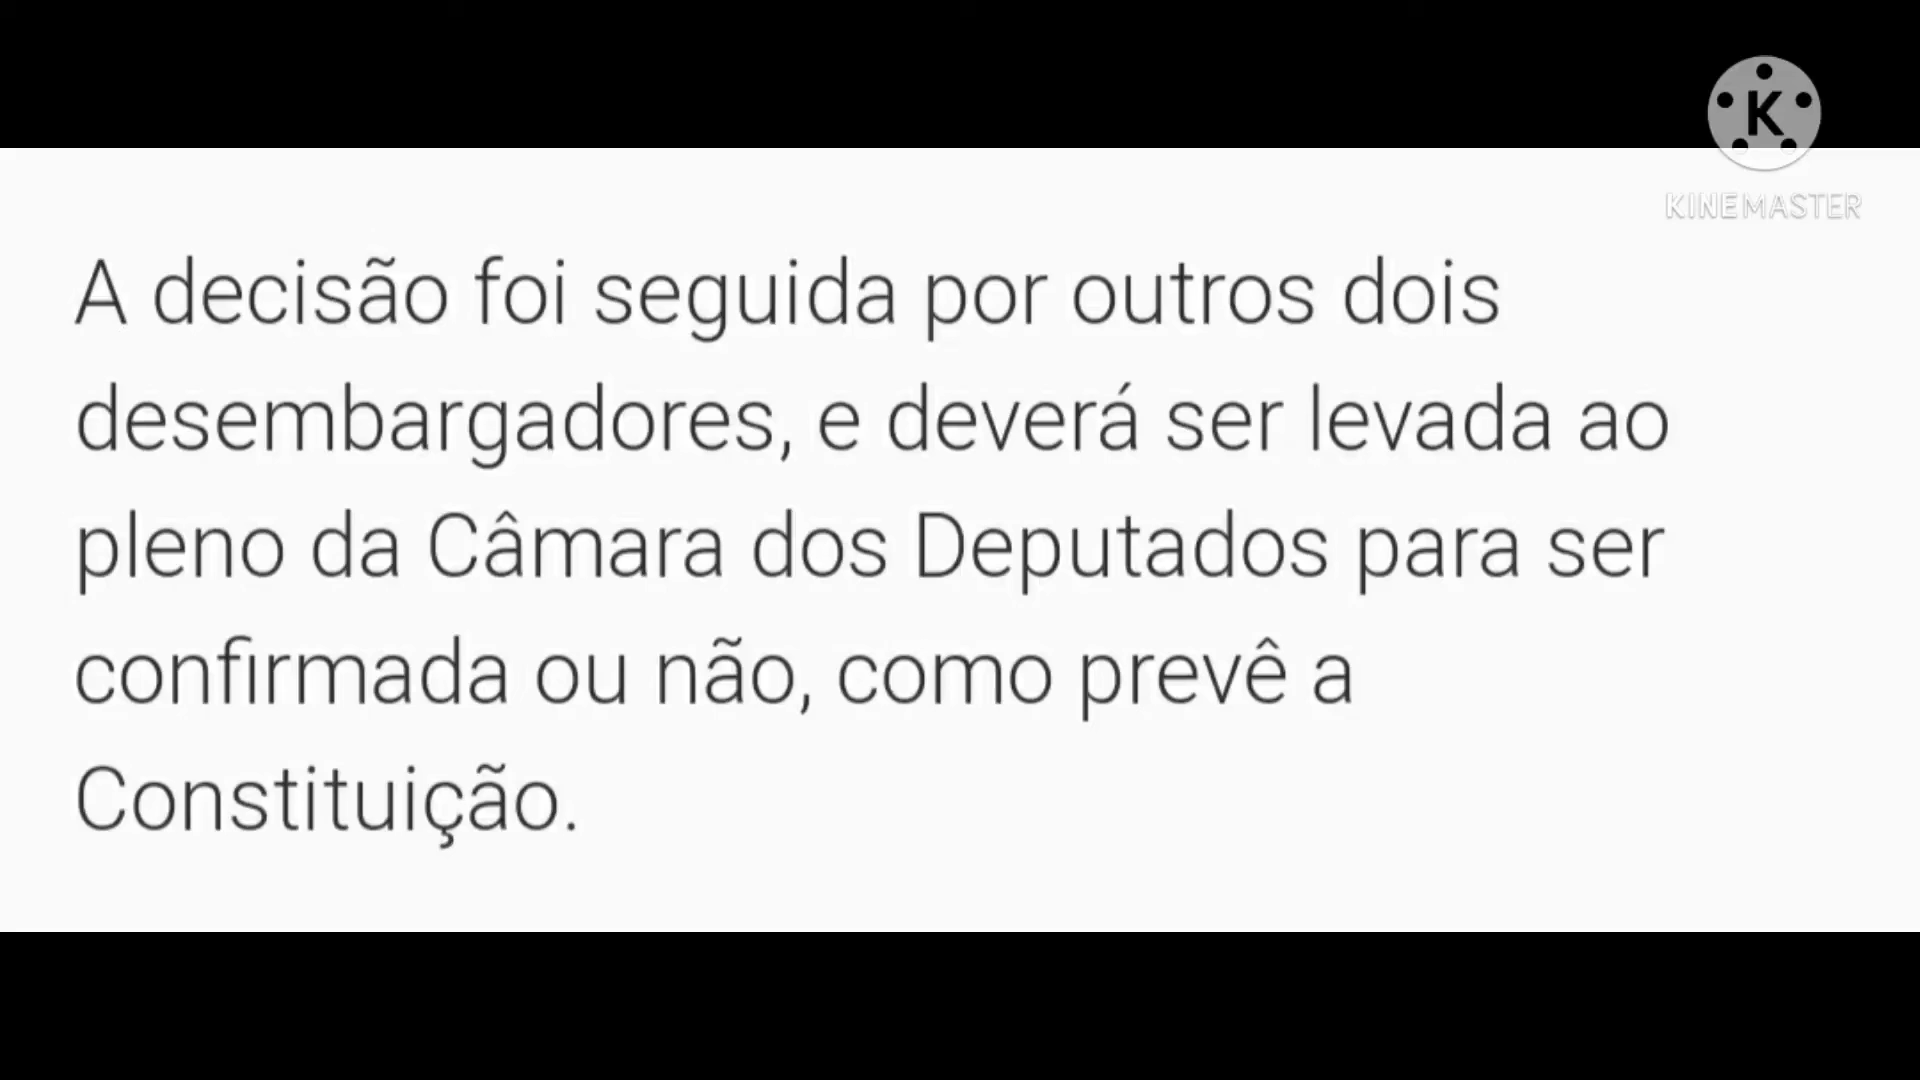 K
KINEMASTER
A decisão foi seguida por outros dois
desembargadores, e deverá ser levada ao
pleno da Câmara dos Deputados para ser
confirmada ou não, como prevê a
Constituição.